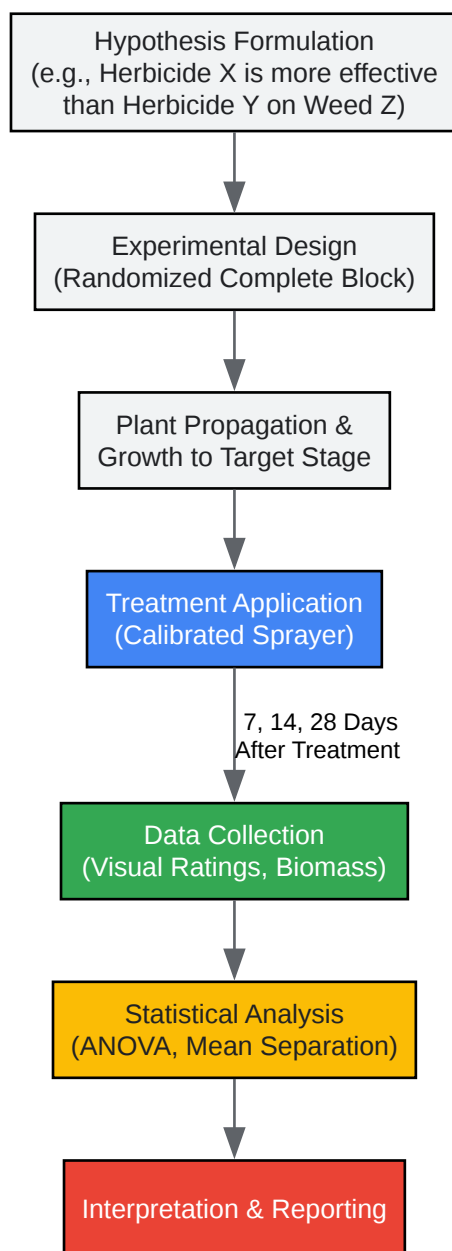 Hypothesis Formulation
(e.g., Herbicide X is more effective
than Herbicide Y on Weed Z)
Experimental Design
(Randomized Complete Block)
Plant Propagation &
Growth to Target Stage
Treatment Application
(Calibrated Sprayer)
7, 14, 28 Days
After Treatment
Data Collection
(Visual Ratings, Biomass)
Statistical Analysis
(ANOVA, Mean Separation)
Interpretation & Reporting